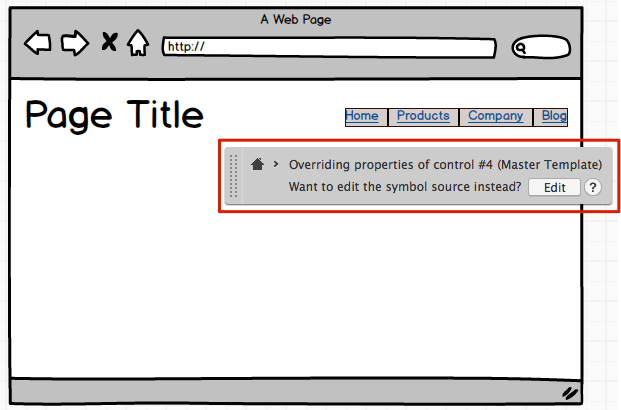 A Web Page
http://
Page Title
Home Products Company Blog
> Overriding properties of control #4 (Master Template)
Want to edit the symbol source instead? Edit ?